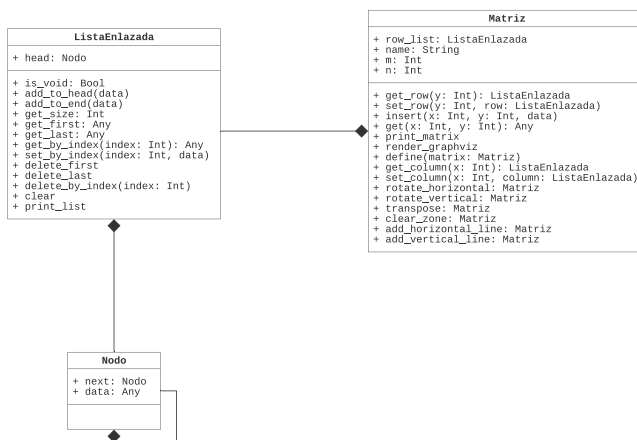 ListaEnlazada
+ head: Nodo
+ is_void: Bool
+ add_to_head(data)
+ add_to_end(data)
+ get_size: Int
+ get_first: Any
+ get_last: Any
+ get_by_index(index: Int): Any
+ set_by_index(index: Int, data)
+ delete_first
+ delete_last
+ delete_by_index(index: Int)
+ clear
+ print_list
Matriz
+ row_list: ListaEnlazada
+ name: String
+ m: Int
+ n: Int
+ get_row(y: Int): ListaEnlazada
+ set_row(y: Int, row: ListaEnlazada)
+ insert(x: Int, y: Int, data)
+ get(x: Int, y: Int): Any
+ print_matrix
+ render_graphviz
+ define(matrix: Matriz)
+ get_column(x: Int): ListaEnlazada
+ set_column(x: Int, column: ListaEnlazada)
+ rotate_horizontal: Matriz
+ rotate_vertical: Matriz
+ transpose: Matriz
+ clear_zone: Matriz
+ add_horizontal_line: Matriz
+ add_vertical_line: Matriz
Nodo
+ next: Nodo
+ data: Any